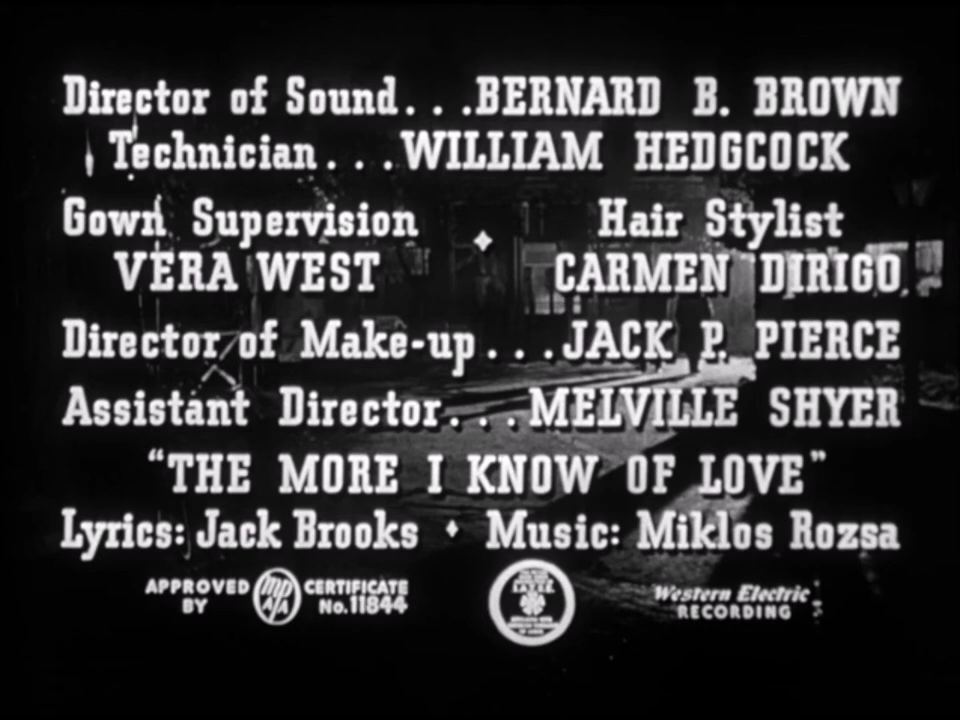 Director of Sound...BERNARD B. BROWN
Technician...WILLIAM HEDGCOCK
Gown Supervision
VERA WEST
Hair Stylist
CARMEN DIRIGO
Director of Make-up...JACK P. PIERCE
Assistant Director...MELVILLE SHYER
“THE MORE I KNOW OF LOVE”
Lyrics: Jack Brooks ♦ Music: Miklos Rozsa
APPROVED BY
MPAA
CERTIFICATE
No. 11844
I.A.T.S.E.
Western Electric
RECORDING